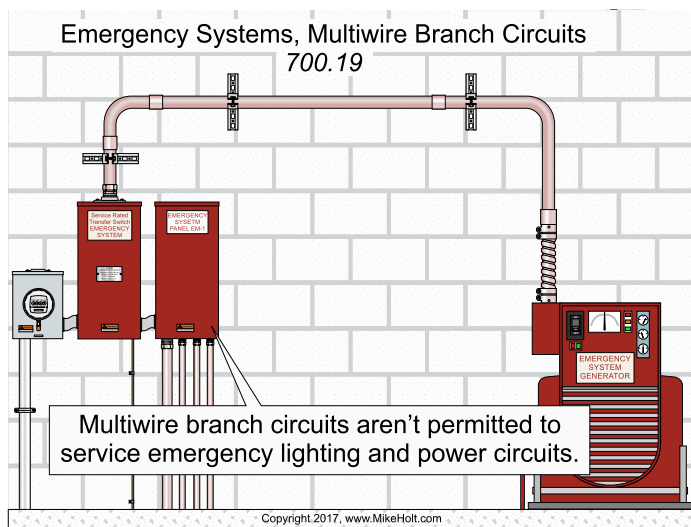 Emergency Systems, Multiwire Branch Circuits
700.19
Service Rated
Transfer Switch
EMERGENCY
SYSTEM
EMERGENCY
SYSETM
PANEL EM-1
EMERGENCY
SYSTEM
GENERATOR
Multiwire branch circuits aren’t permitted to
service emergency lighting and power circuits.
Copyright 2017, www.MikeHolt.com